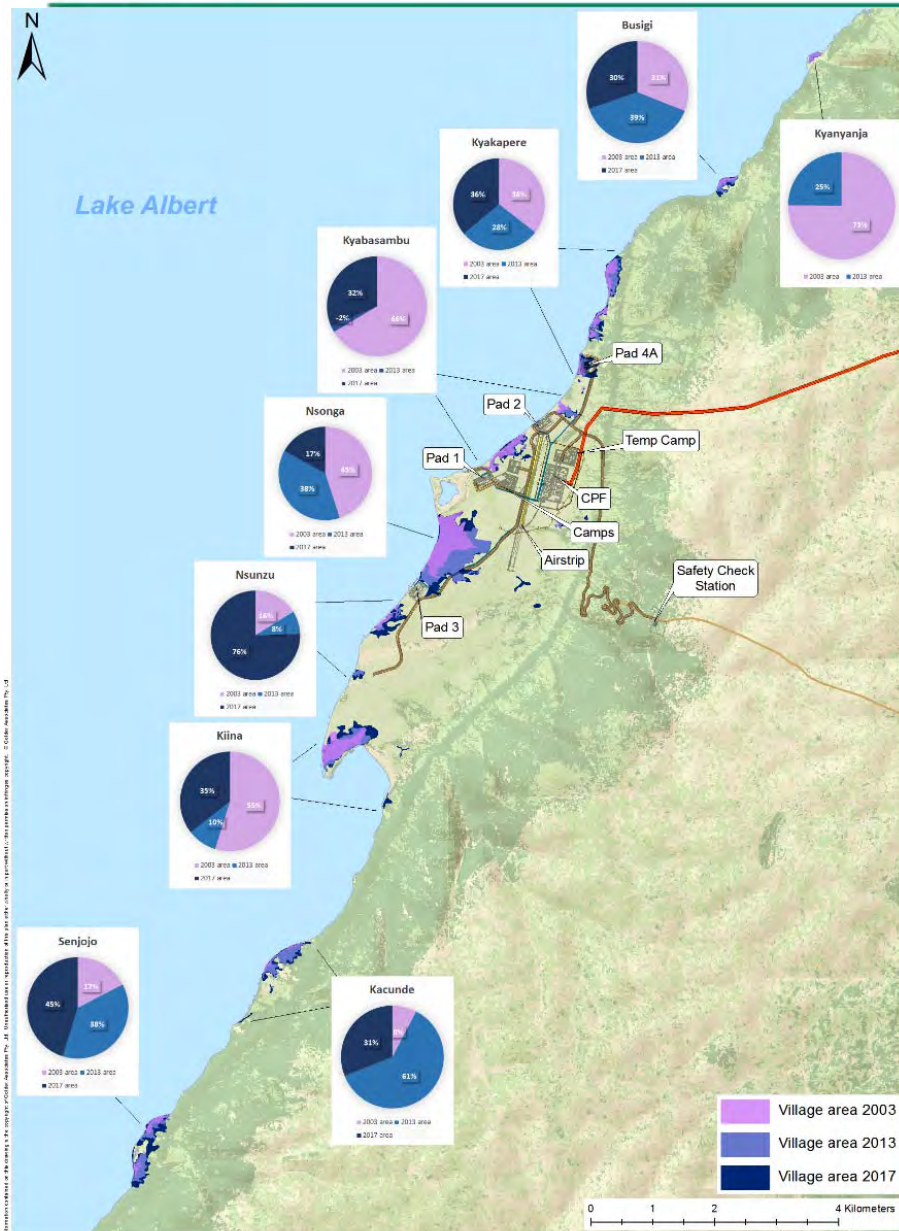 N
Busigi
30%
31%
39%
2003 area
2013 area
2017 area
Kyanyanja
25%
75%
2003 area
2013 area
Kyakapere
36%
36%
28%
2003 area
2013 area
2017 area
Lake Albert
Kyabasambu
32%
-2%
66%
2003 area
2013 area
2017 area
Pad 4A
Pad 2
Temp Camp
Nsonga
17%
45%
38%
2003 area
2013 area
2017 area
Pad 1
CPF
Camps
Airstrip
Safety Check
Station
Nsunzu
16%
8%
76%
2003 area
2013 area
2017 area
Pad 3
Kiina
35%
55%
10%
2003 area
2013 area
2017 area
Senjojo
17%
45%
38%
2003 area
2013 area
2017 area
Kacunde
8%
31%
61%
2003 area
2013 area
2017 area
Village area 2003
Village area 2013
Village area 2017
0 1 2 4 Kilometers